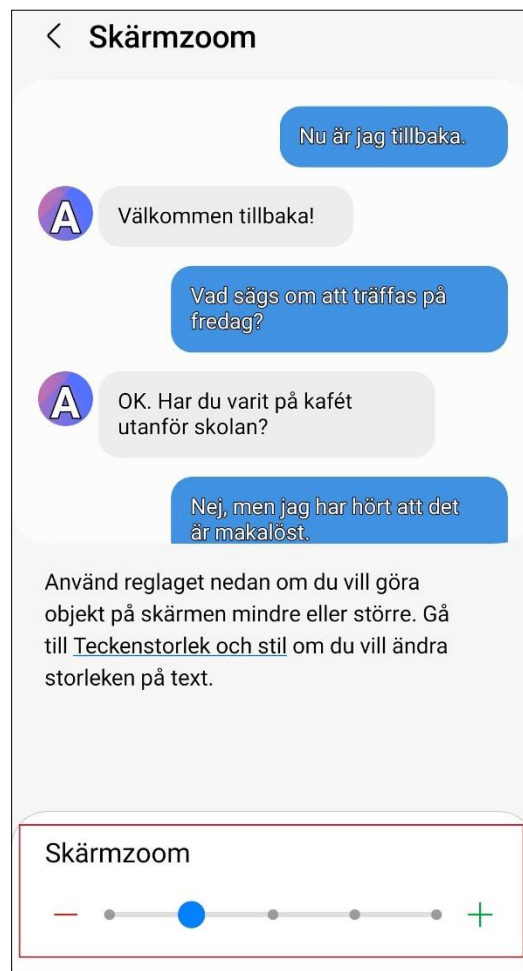 Skärmzoom
Nu är jag tillbaka.
A
Välkommen tillbaka!
Vad sägs om att träffas på
fredag?
A
OK. Har du varit på kafét
utanför skolan?
Nej, men jag har hört att det
är makalöst.
Använd reglaget nedan om du vill göra
objekt på skärmen mindre eller större. Gå
till Teckenstorlek och stil om du vill ändra
storleken på text.
Skärmzoom